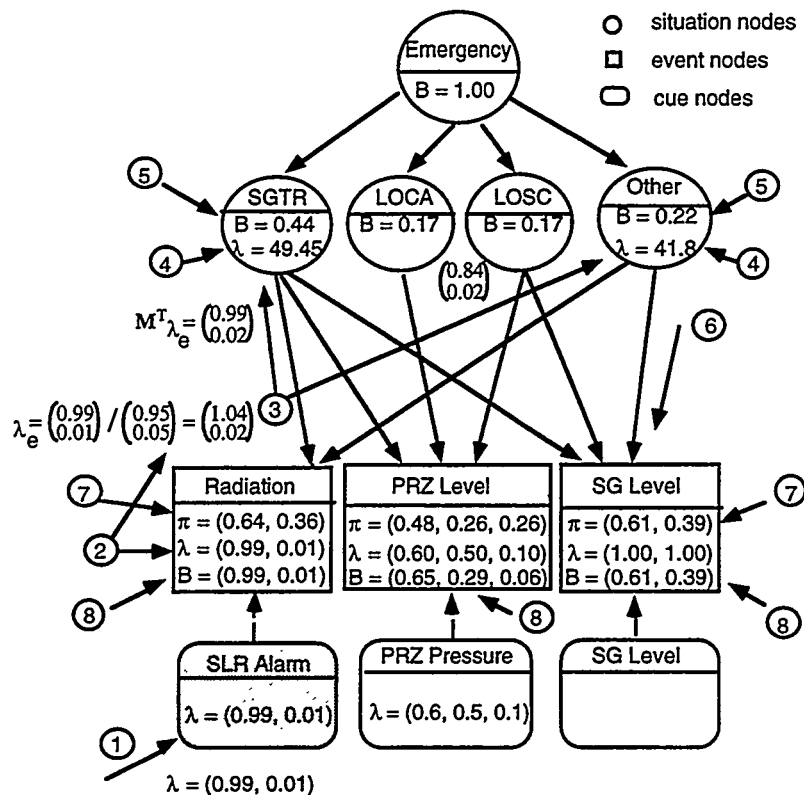 Emergency
B = 1.00
situation nodes
event nodes
cue nodes
5
SGTR
B = 0.44
λ = 49.45
4
LOCA
B = 0.17
LOSC
B = 0.17
Other
B = 0.22
λ = 41.8
5
4
(0.84
0.02)
Mᵀλe = (0.99
0.02)
6
3
λe = (0.99
0.01) / (0.95
0.05) = (1.04
0.02)
7
2
8
Radiation
π = (0.64, 0.36)
λ = (0.99, 0.01)
B = (0.99, 0.01)
PRZ Level
π = (0.48, 0.26, 0.26)
λ = (0.60, 0.50, 0.10)
B = (0.65, 0.29, 0.06)
SG Level
π = (0.61, 0.39)
λ = (1.00, 1.00)
B = (0.61, 0.39)
7
8
8
SLR Alarm
λ = (0.99, 0.01)
PRZ Pressure
λ = (0.6, 0.5, 0.1)
SG Level
1
λ = (0.99, 0.01)